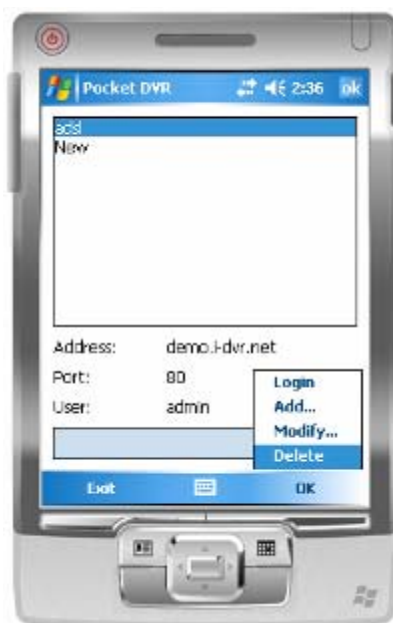 Pocket DVR 2:36 ok
adsl
New
Address: demo.i-dvr.net
Port: 80
User: admin
Login
Add...
Modify...
Delete
Exit OK